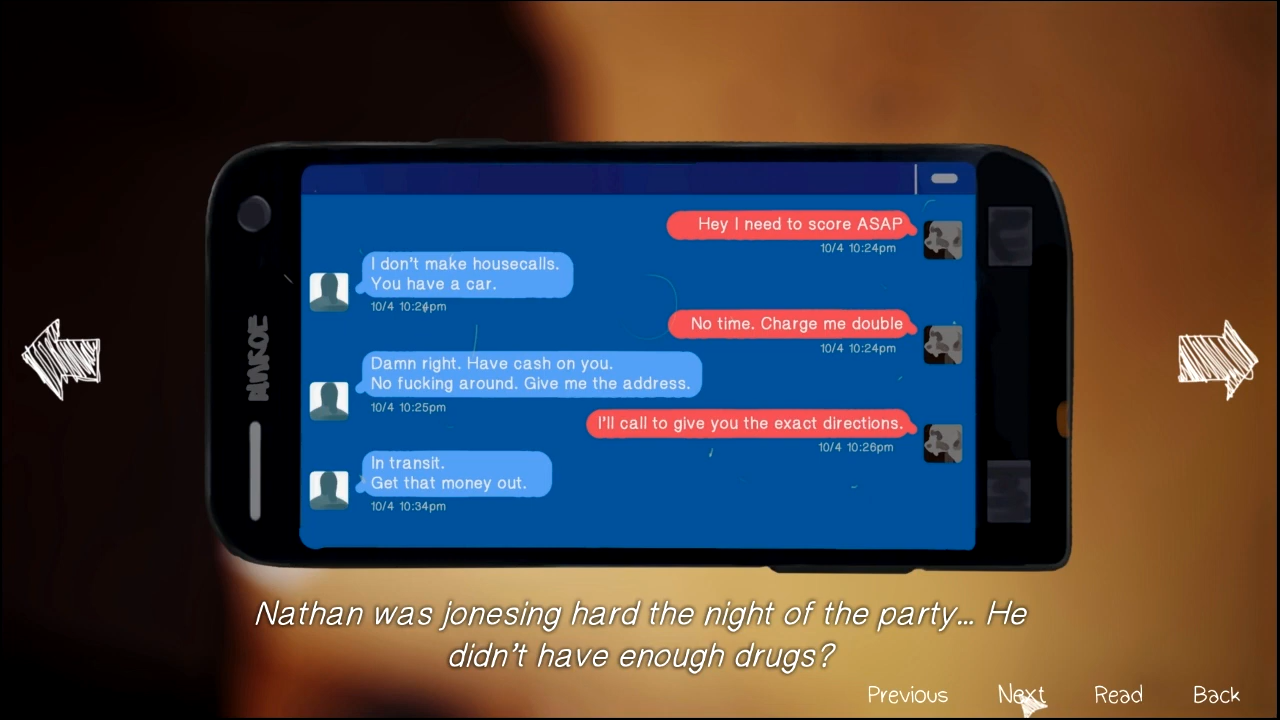 Hey I need to score ASAP
10/4 10:24pm
I don't make housecalls.
You have a car.
10/4 10:24pm
No time. Charge me double
10/4 10:24pm
Damn right. Have cash on you.
No fucking around. Give me the address.
10/4 10:25pm
I'll call to give you the exact directions.
10/4 10:26pm
In transit.
Get that money out.
10/4 10:34pm
Nathan was jonesing hard the night of the party... He
didn't have enough drugs?
Previous Next Read Back